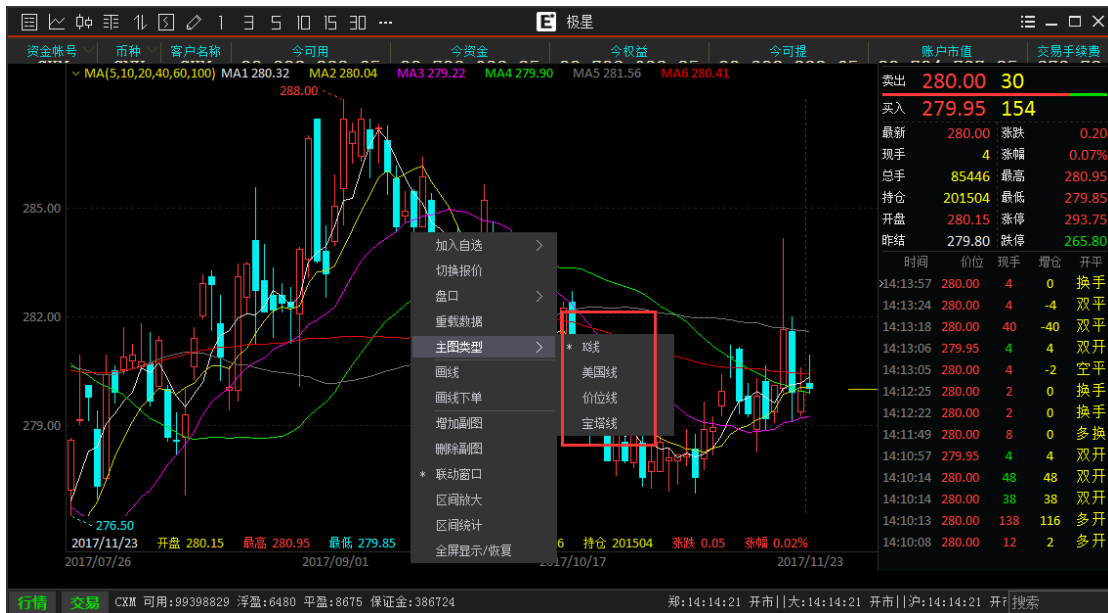 1 3 5 10 15 30 ... E 极星
资金帐号 币种 客户名称 今可用 今资金 今权益 今可提 账户市值 交易手续费
MA(5,10,20,40,60,100) MA1 280.32 MA2 280.04 MA3 279.22 MA4 279.90 MA5 281.56 MA6 280.41
288.00
285.00
282.00
279.00
276.50
加入自选
切换报价
盘口
重载数据
主图类型
画线
画线下单
增加副图
删除副图
* 联动窗口
区间放大
区间统计
全屏显示/恢复
* K线
美国线
价位线
宝塔线
2017/11/23 开盘 280.15 最高 280.95 最低 279.85 6 持仓 201504 涨跌 0.05 涨幅 0.02%
2017/07/26 2017/09/01 2017/10/17 2017/11/23
卖出 280.00 30
买入 279.95 154
最新 280.00 涨跌 0.20
现手 4 涨幅 0.07%
总手 85446 最高 280.95
持仓 201504 最低 279.85
开盘 280.15 涨停 293.75
昨结 279.80 跌停 265.80
时间 价位 现手 增仓 开平
14:13:57 280.00 4 0 换手
14:13:24 280.00 4 -4 双平
14:13:18 280.00 40 -40 双平
14:13:06 279.95 4 4 双开
14:13:05 280.00 4 -2 空平
14:12:25 280.00 2 0 换手
14:12:22 280.00 2 0 换手
14:11:49 280.00 8 0 多换
14:10:57 279.95 4 4 双开
14:10:14 280.00 48 48 双开
14:10:14 280.00 38 38 双开
14:10:13 280.00 138 116 多开
14:10:08 280.00 12 2 多开
行情 交易 CXM 可用:99398829 浮盈:6480 平盈:8675 保证金:386724 郑:14:14:21 开市||大:14:14:21 开市||沪:14:14:21 开 搜索